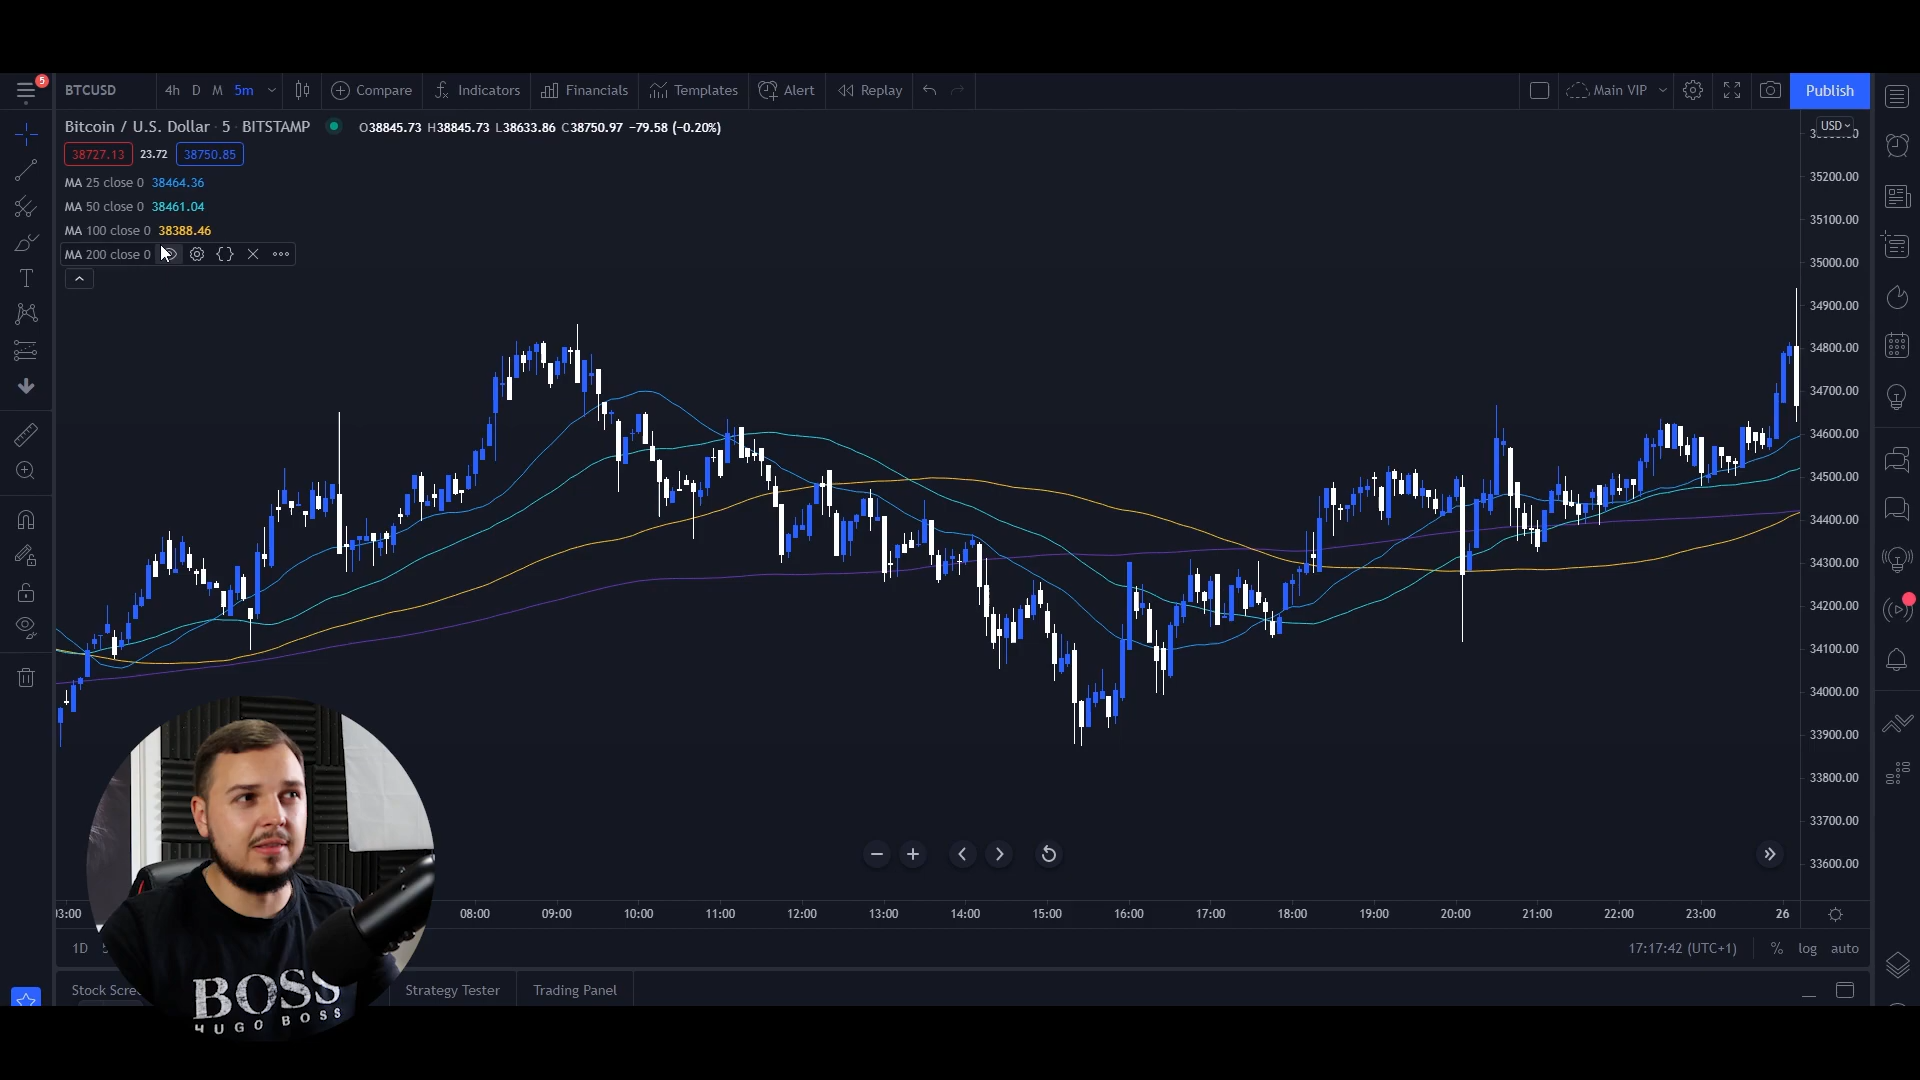 5
BTCUSD 4h D M 5m Compare Indicators Financials Templates Alert Replay Main VIP Publish
Bitcoin / U.S. Dollar · 5 · BITSTAMP O38845.73 H38845.73 L38633.86 C38750.97 −79.58 (−0.20%) USD
38727.13 23.72 38750.85
MA 25 close 0 38464.36
MA 50 close 0 38461.04
MA 100 close 0 38388.46
MA 200 close 0
35200.00
35100.00
35000.00
34900.00
34800.00
34700.00
34600.00
34500.00
34400.00
34300.00
34200.00
34100.00
34000.00
33900.00
33800.00
33700.00
33600.00
08:00 09:00 10:00 11:00 12:00 13:00 14:00 15:00 16:00 17:00 18:00 19:00 20:00 21:00 22:00 23:00 26
1D 17:17:42 (UTC+1) % log auto
Stock Strategy Tester Trading Panel
BOSS
HUGO BOSS